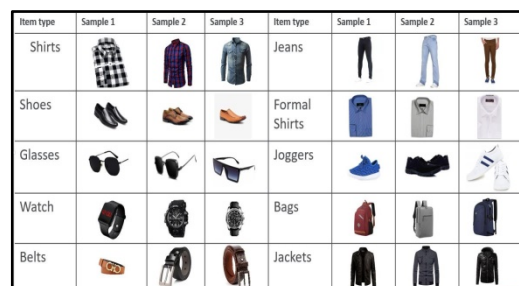 Item type Sample 1 Sample 2 Sample 3 Item type Sample 1 Sample 2 Sample 3
Shirts Jeans
Shoes Formal
Shirts
Glasses Joggers
Watch Bags
Belts Jackets